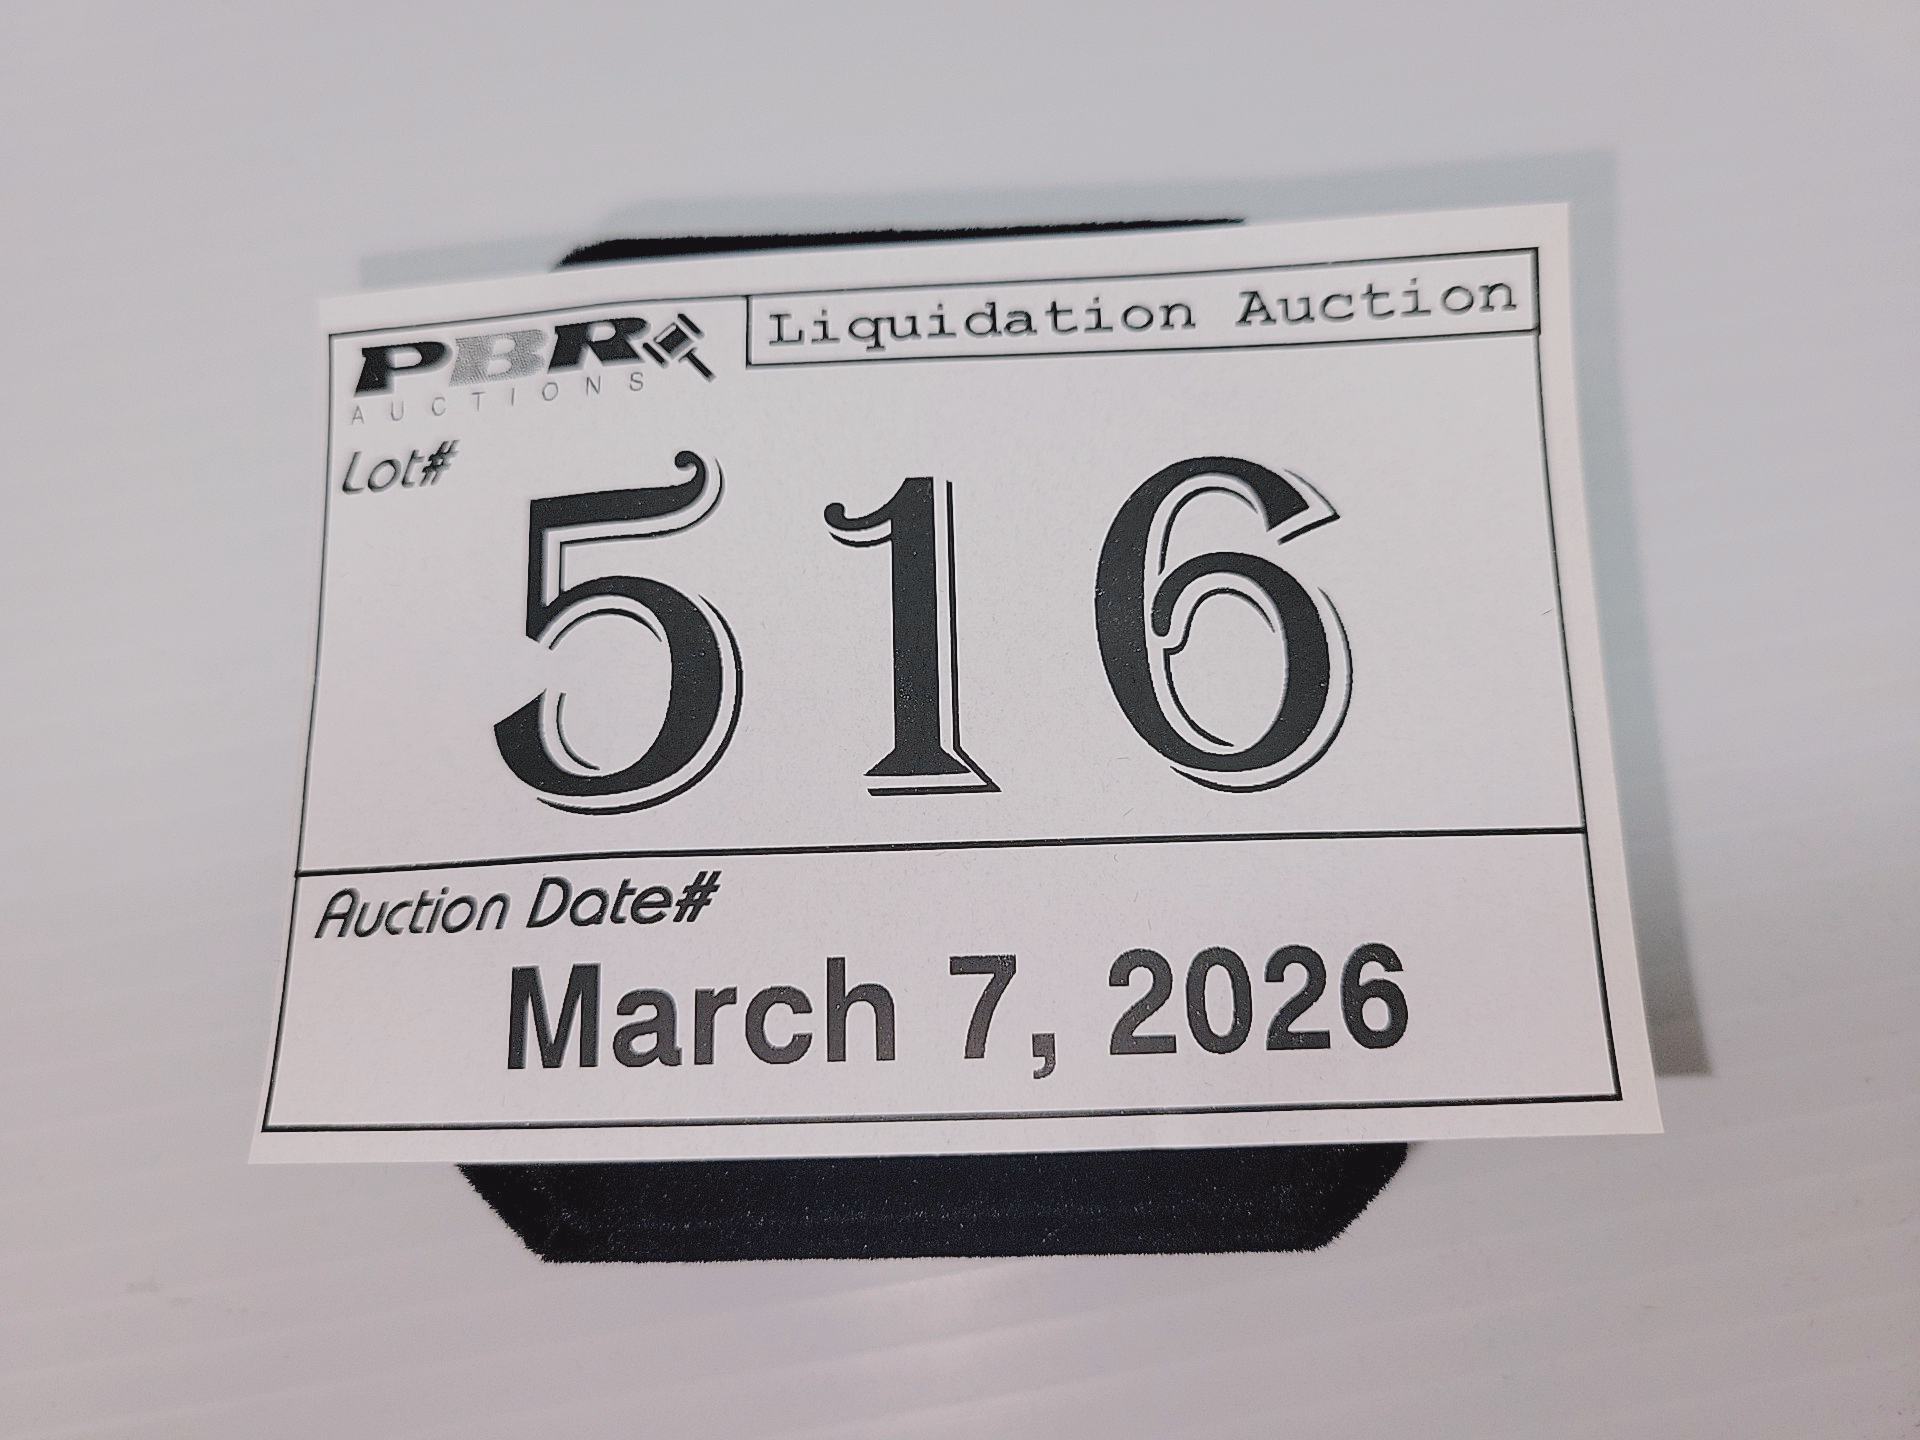 PBR
AUCTIONS
Liquidation Auction
Lot#
516
Auction Date#
March 7, 2026